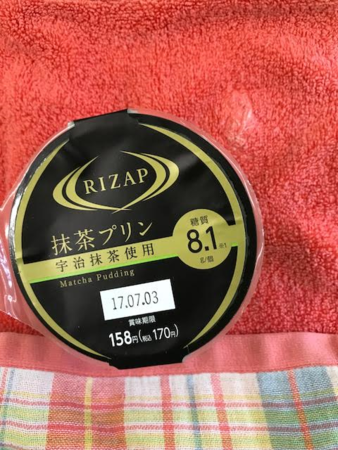 RIZAP
抹茶プリン
宇治抹茶使用
Matcha Pudding
糖質
8.1
g/個
17.07.03
賞味期限
158円(税込170円)